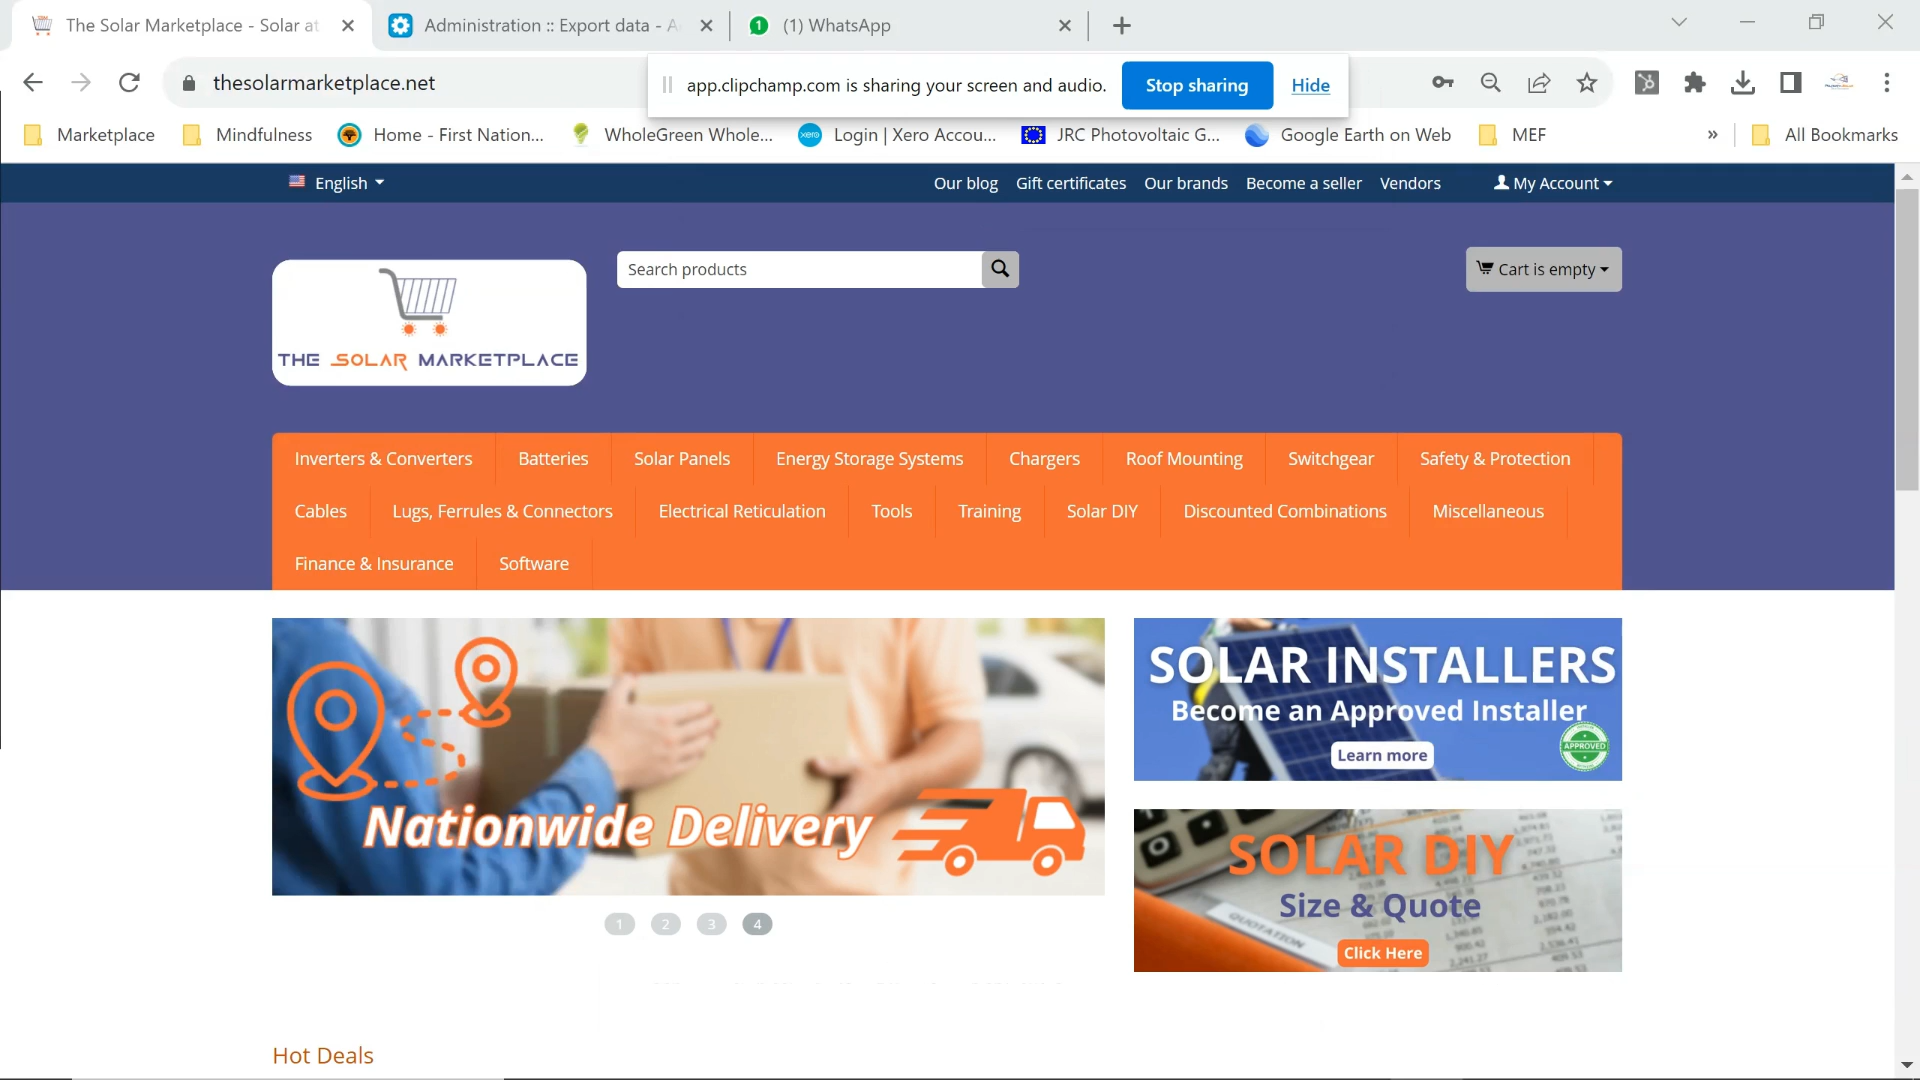 The Solar Marketplace - Solar at
Administration :: Export data - A
1
(1) WhatsApp
thesolarmarketplace.net
app.clipchamp.com is sharing your screen and audio.
Stop sharing
Hide
Marketplace
Mindfulness
Home - First Nation...
WholeGreen Whole...
xero
Login | Xero Accou...
JRC Photovoltaic G...
Google Earth on Web
MEF
»
All Bookmarks
English
Our blog
Gift certificates
Our brands
Become a seller
Vendors
My Account
THE SOLAR MARKETPLACE
Search products
Cart is empty
Inverters & Converters
Batteries
Solar Panels
Energy Storage Systems
Chargers
Roof Mounting
Switchgear
Safety & Protection
Cables
Lugs, Ferrules & Connectors
Electrical Reticulation
Tools
Training
Solar DIY
Discounted Combinations
Miscellaneous
Finance & Insurance
Software
Nationwide Delivery
1
2
3
4
SOLAR INSTALLERS
Become an Approved Installer
Learn more
APPROVED
SOLAR DIY
Size & Quote
QUOTATION
Click Here
Hot Deals